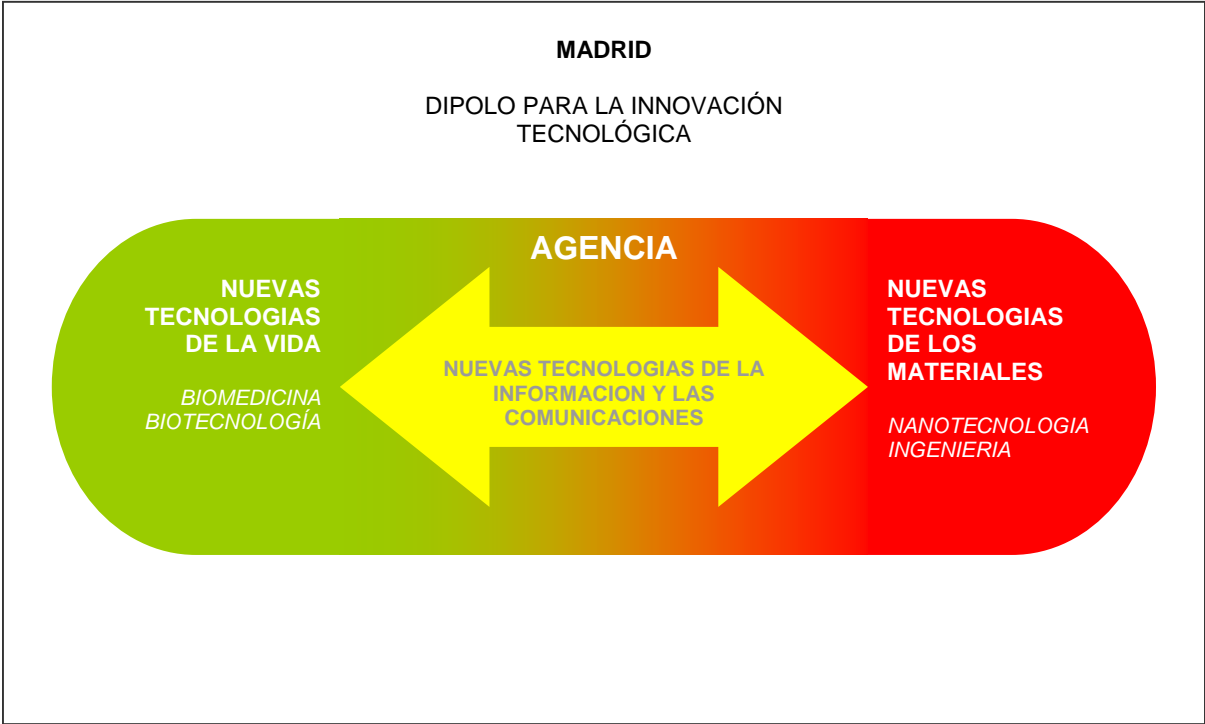 MADRID
DIPOLO PARA LA INNOVACIÓN
TECNOLÓGICA
AGENCIA
NUEVAS
TECNOLOGIAS
DE LA VIDA
BIOMEDICINA
BIOTECNOLOGÍA
NUEVAS TECNOLOGIAS DE LA
INFORMACION Y LAS
COMUNICACIONES
NUEVAS
TECNOLOGIAS
DE LOS
MATERIALES
NANOTECNOLOGIA
INGENIERIA